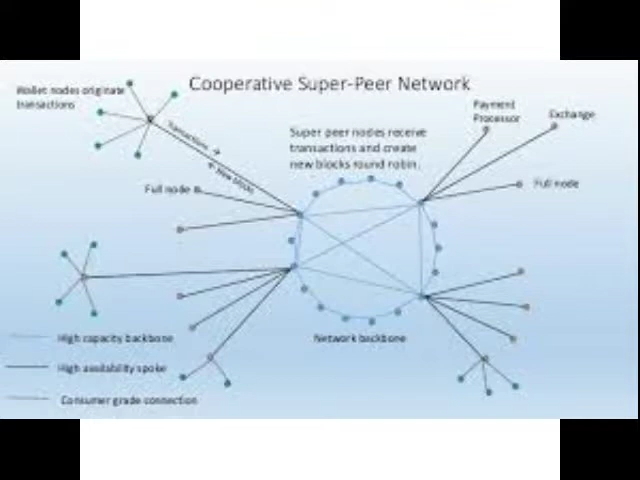 Cooperative Super-Peer Network
Wallet nodes originate
transactions
Transactions →
← New blocks
Super peer nodes receive
transactions and create
new blocks round robin.
Payment
Processor
Exchange
Full node
Full node
High capacity backbone
Network backbone
High availability spoke
Consumer grade connection